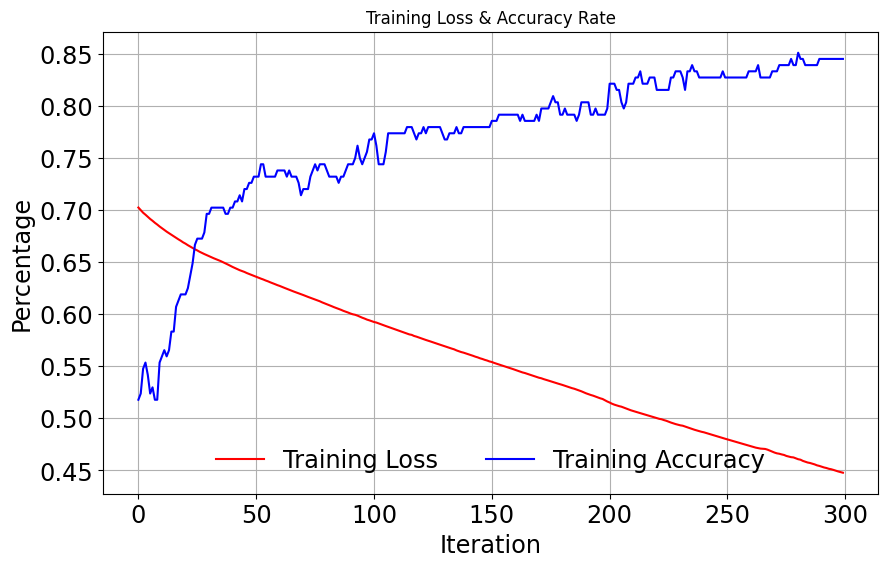 Training Loss & Accuracy Rate
Percentage
0.85
0.80
0.75
0.70
0.65
0.60
0.55
0.50
0.45
Training Loss Training Accuracy
0 50 100 150 200 250 300
Iteration